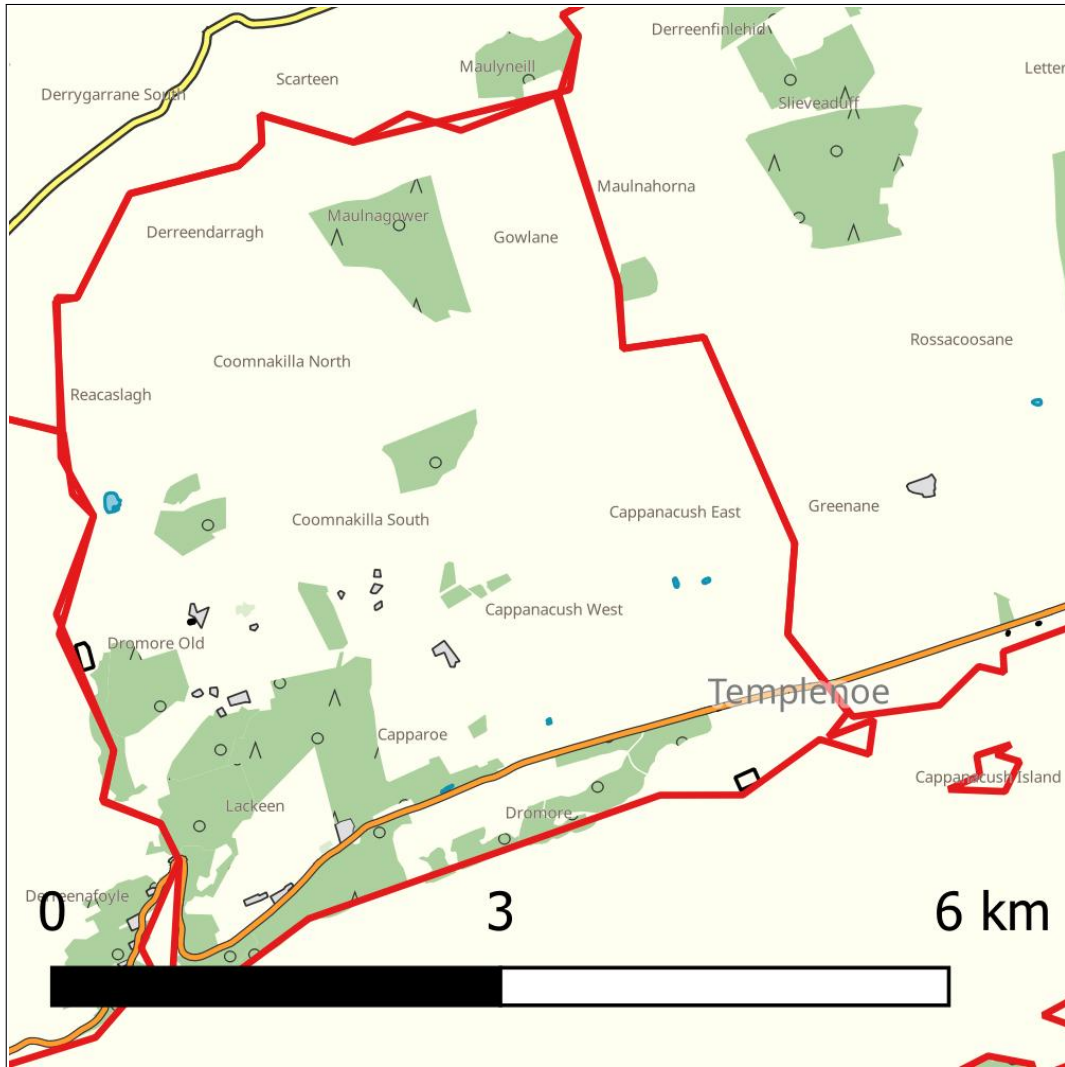 Derreenfinlehid
Scarteen
Maulyneill
Letter
Derrygarrane South
Slieveaduff
Maulnahorna
Maulnagower
Derreendarragh
Gowlane
Rossacoosane
Coomnakilla North
Reacaslagh
Greenane
Cappanacush East
Coomnakilla South
Cappanacush West
Dromore Old
Templenoe
Capparoe
Cappanacush Island
Lackeen
Dromore
Derreenafoyle
0 3 6 km